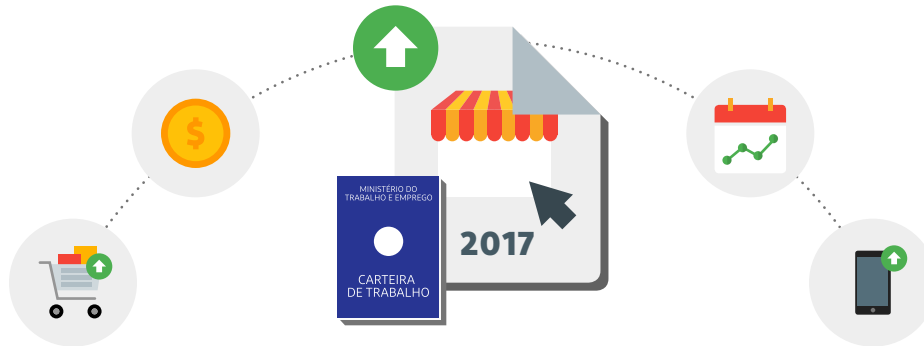 $
MINISTÉRIO DO
TRABALHO E EMPREGO
CARTEIRA
DE TRABALHO
2017